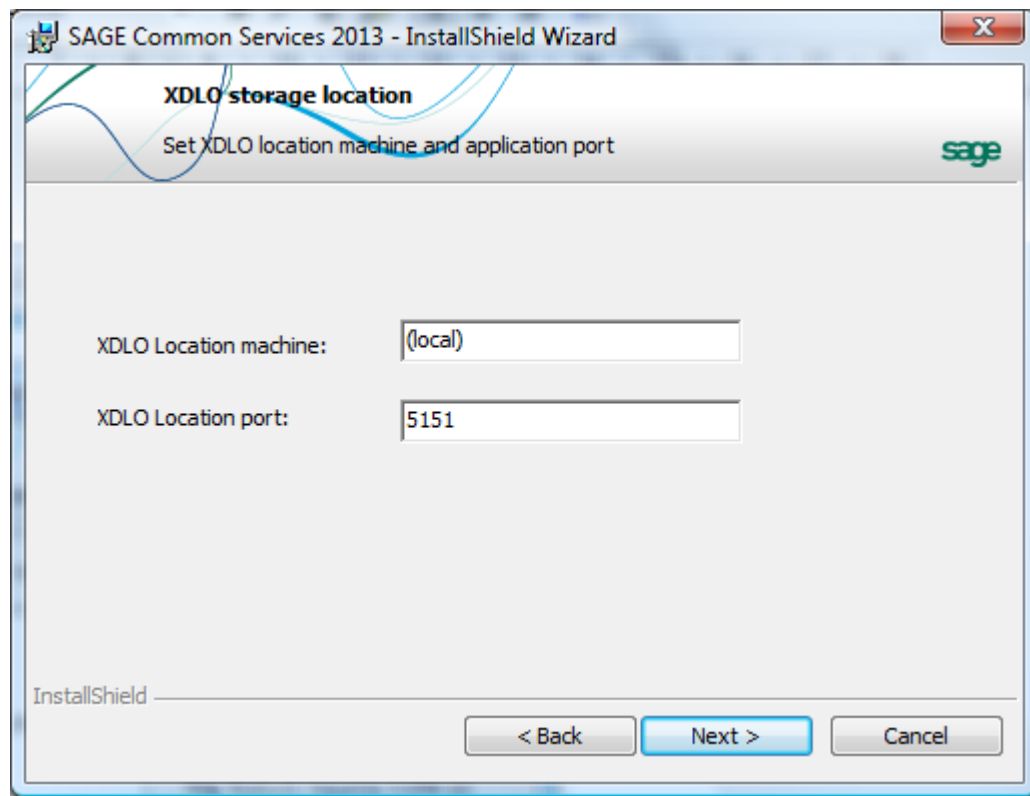 SAGE Common Services 2013 - InstallShield Wizard
XDLO storage location
Set XDLO location machine and application port
sage
XDLO Location machine:
(local)
XDLO Location port:
5151
InstallShield
< Back
Next >
Cancel